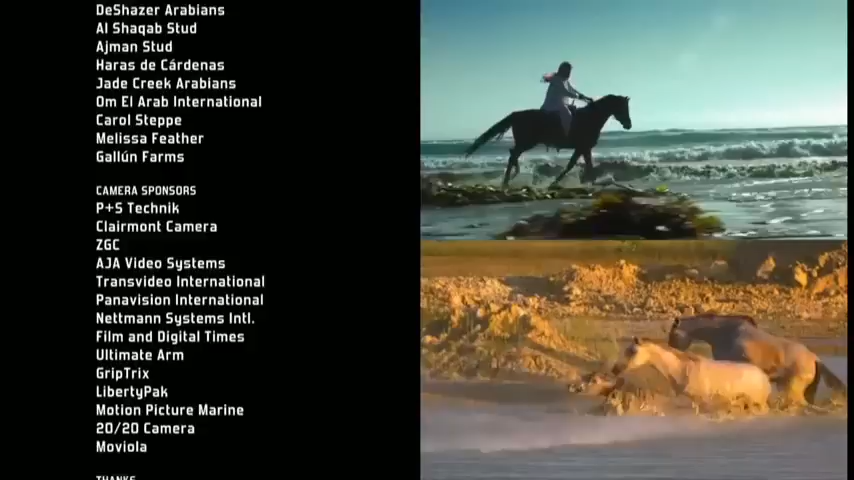 DeShazer Arabians
Al Shaqab Stud
Ajman Stud
Haras de Cárdenas
Jade Creek Arabians
Om El Arab International
Carol Steppe
Melissa Feather
Gallún Farms
CAMERA SPONSORS
P+S Technik
Clairmont Camera
ZGC
AJA Video Systems
Transvideo International
Panavision International
Nettmann Systems Intl.
Film and Digital Times
Ultimate Arm
GripTrix
LibertyPak
Motion Picture Marine
20/20 Camera
Moviola
THANKS